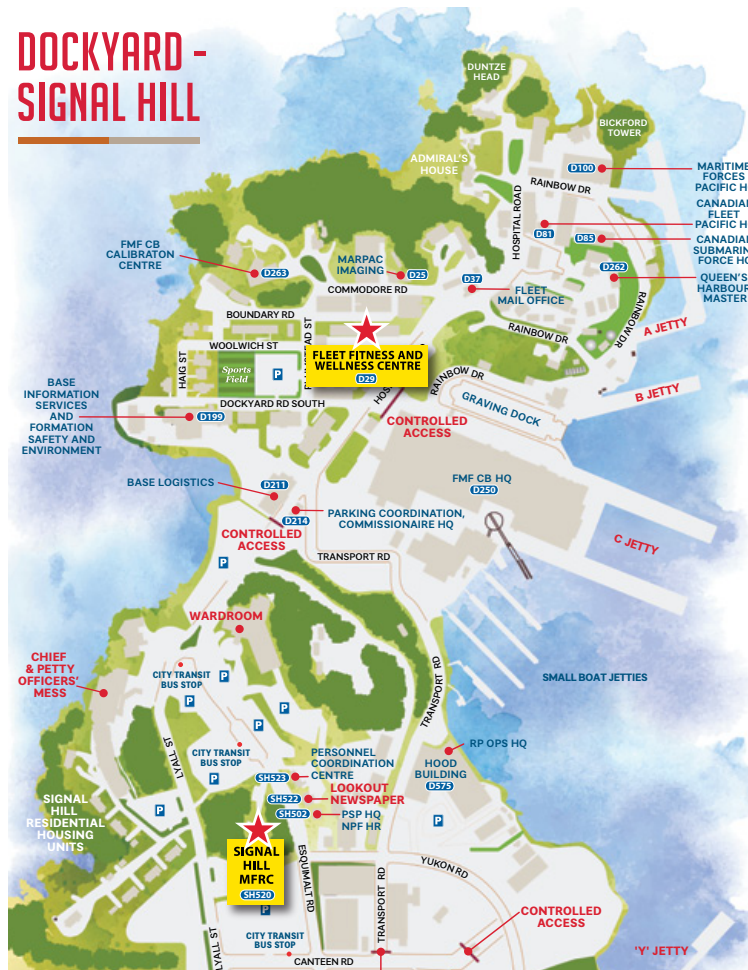 DOCKYARD -
SIGNAL HILL
DUNTZE
HEAD
BICKFORD
TOWER
ADMIRAL'S
HOUSE
D100
MARITIME
FORCES
PACIFIC H
RAINBOW DR
HOSPITAL ROAD
CANADIAN
FLEET
PACIFIC H
D81
D85
CANADIAN
SUBMARIN
FORCE HQ
FMF CB
CALIBRATON
CENTRE
D263
MARPAC
IMAGING
D25
D37
FLEET
MAIL OFFICE
D262
QUEEN'S
HARBOUR
MASTER
COMMODORE RD
BOUNDARY RD
RAINBOW DR
RAINBOW DR
A JETTY
WOOLWICH ST
HAIG ST
Sports
Field
P
FLEET FITNESS AND
WELLNESS CENTRE
D29
RAINBOW DR
B JETTY
BASE
INFORMATION
SERVICES
AND
FORMATION
SAFETY AND
ENVIRONMENT
D199
DOCKYARD RD SOUTH
GRAVING DOCK
CONTROLLED
ACCESS
BASE LOGISTICS
D211
FMF CB HQ
D250
D214
PARKING COORDINATION,
COMMISSIONAIRE HQ
CONTROLLED
ACCESS
C JETTY
TRANSPORT RD
P
WARDROOM
CHIEF
& PETTY
OFFICERS'
MESS
CITY TRANSIT
BUS STOP
P
P
P
P
SMALL BOAT JETTIES
TRANSPORT RD
LYALL ST
CITY TRANSIT
BUS STOP
RP OPS HQ
PERSONNEL
COORDINATION
CENTRE
SH523
P
HOOD
BUILDING
D575
P
LOOKOUT
NEWSPAPER
SH522
PSP HQ
NPF HR
SH502
SIGNAL
HILL
RESIDENTIAL
HOUSING
UNITS
P
P
SIGNAL
HILL
MFRC
SH520
P
ESQUIMALT RD
YUKON RD
TRANSPORT RD
CONTROLLED
ACCESS
LYALL ST
CITY TRANSIT
BUS STOP
CANTEEN RD
'Y' JETTY